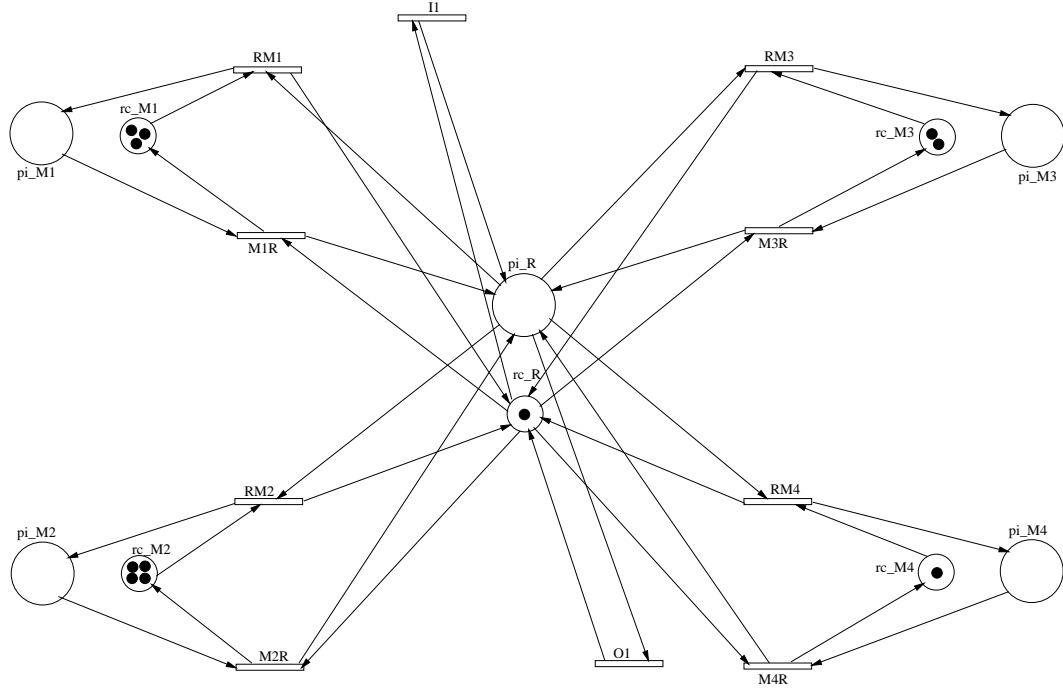 I1
RM1
RM3
rc_M1
rc_M3
pi_M1
pi_M3
M1R
M3R
pi_R
rc_R
RM2
RM4
pi_M2
pi_M4
rc_M2
rc_M4
M2R
O1
M4R